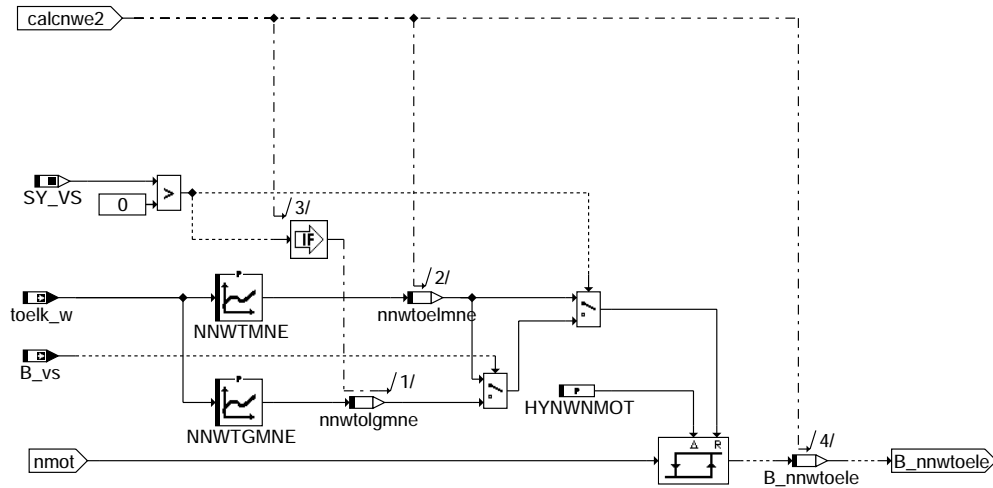 calcnwe2
SY_VS
0
>
/3/
IF
/2/
P
toelk_w
NNWTMNE
nnwtoelmne
B_vs
P
/1/
NNWTGMNE
nnwtolgmne
P
HYNWNMOT
Δ R
nmot
/4/
B_nnwtoele
B_nnwtoele